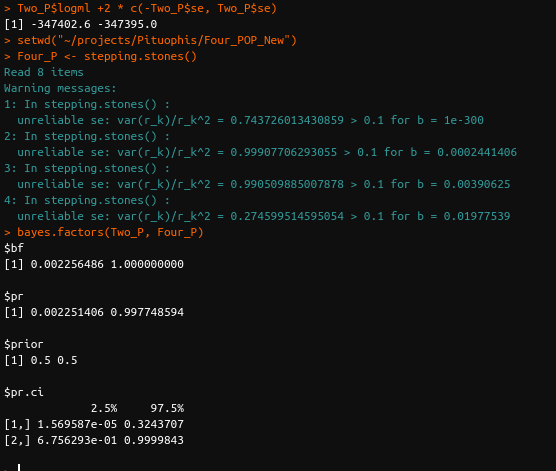 > Two_P$logml +2 * c(-Two_P$se, Two_P$se)
[1] -347402.6 -347395.0
> setwd("~/projects/Pituophis/Four_POP_New")
> Four_P <- stepping.stones()
Read 8 items
Warning messages:
1: In stepping.stones() :
  unreliable se: var(r_k)/r_k^2 = 0.743726013430859 > 0.1 for b = 1e-300
2: In stepping.stones() :
  unreliable se: var(r_k)/r_k^2 = 0.99907706293055 > 0.1 for b = 0.0002441406
3: In stepping.stones() :
  unreliable se: var(r_k)/r_k^2 = 0.990509885007878 > 0.1 for b = 0.00390625
4: In stepping.stones() :
  unreliable se: var(r_k)/r_k^2 = 0.274599514595054 > 0.1 for b = 0.01977539
> bayes.factors(Two_P, Four_P)
$bf
[1] 0.002256486 1.000000000
$pr
[1] 0.002251406 0.997748594
$prior
[1] 0.5 0.5
$pr.ci
             2.5%     97.5%
[1,] 1.569587e-05 0.3243707
[2,] 6.756293e-01 0.9999843
>